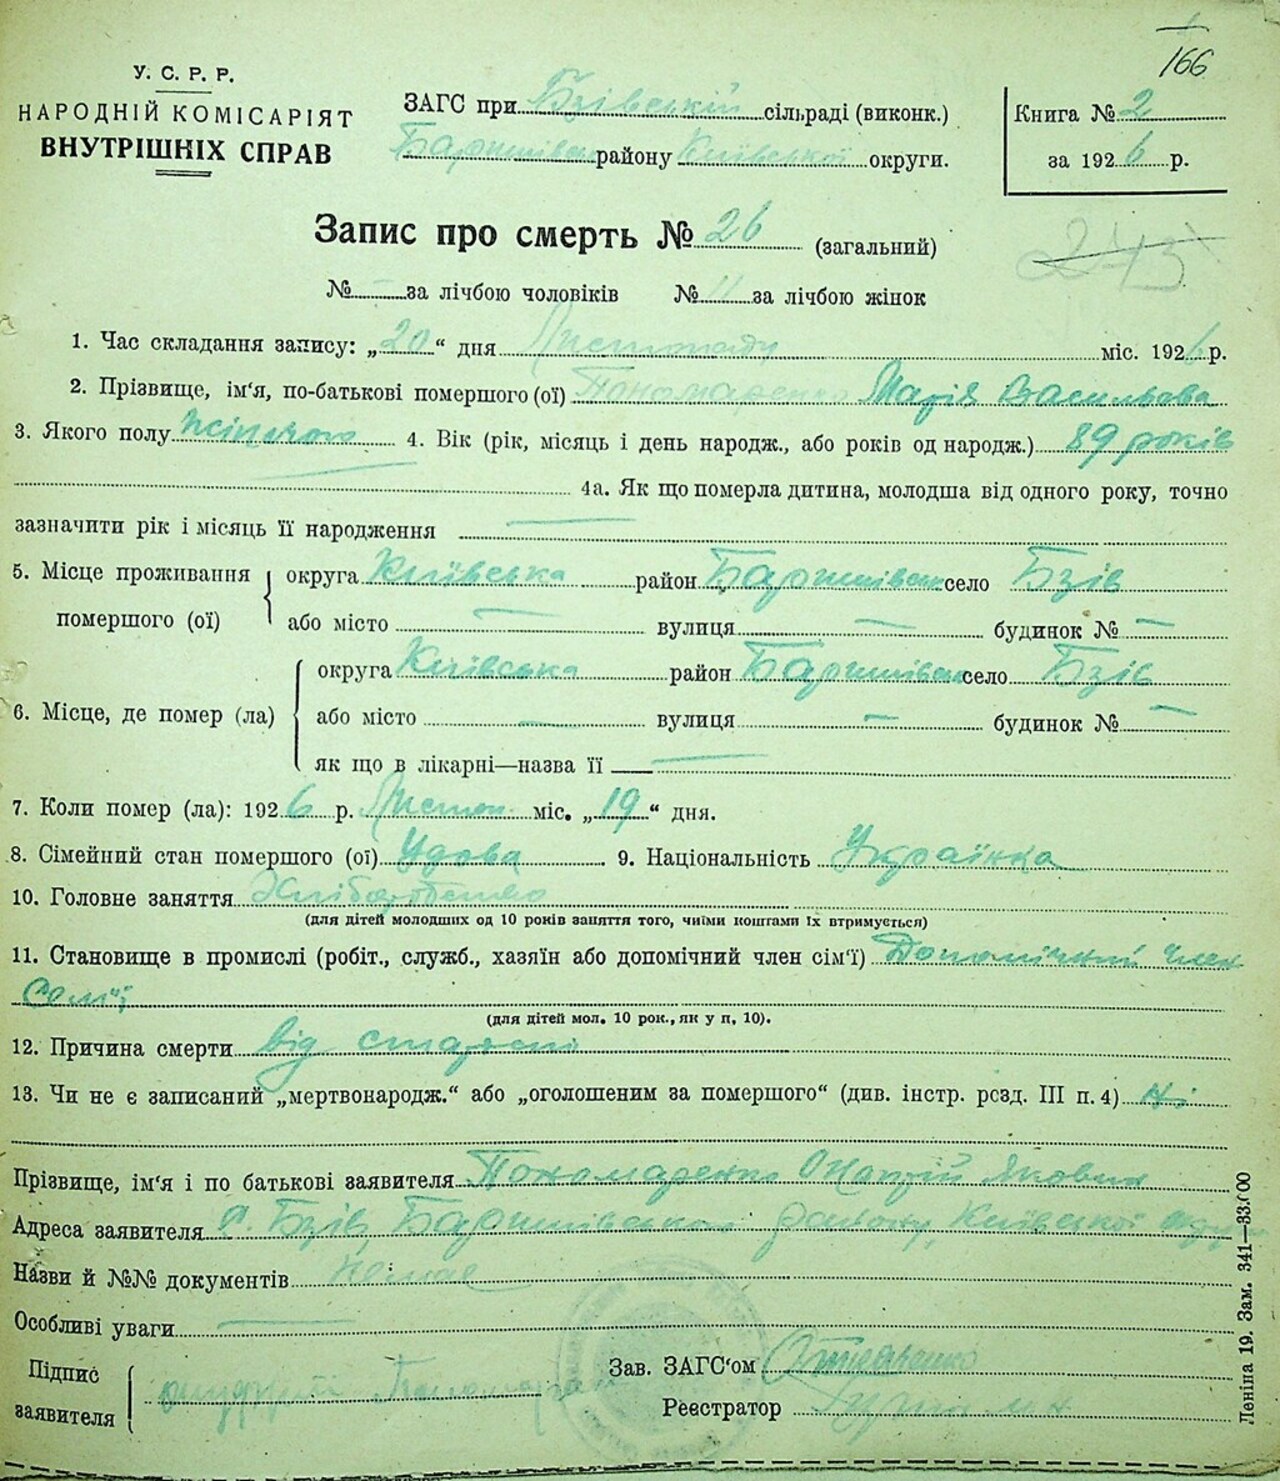 166
У. С. Р. Р.
НАРОДНІЙ КОМІСАРІЯТ
ВНУТРІШНІХ СПРАВ
ЗАГС при Бзівській сільраді (виконк.)
Баришівськ району Київської округи.
Книга № 2
за 1926 р.
Запис про смерть № 26 (загальний)
243
№ - за лічбою чоловіків № 11 за лічбою жінок
1. Час складання запису: „20“ дня Листопаду міс. 1926 р.
2. Прізвище, ім‘я, по-батькові помершого (ої) Пономаренко Марія Васильова
3. Якого полу жіночого 4. Вік (рік, місяць і день народж., або років од народж.) 89 років
4а. Як що померла дитина, молодша від одного року, точно
зазначити рік і місяць її народження —
5. Місце проживання помершого (ої) округа Київська район Баришівськ село Бзів
або місто — вулиця — будинок № —
6. Місце, де помер (ла) округа Київська район Баришівськ село Бзів
або місто — вулиця — будинок № —
як що в лікарні—назва її —
7. Коли помер (ла): 1926 р. Листоп міс. „19“ дня.
8. Сімейний стан помершого (ої) Удова 9. Національність Українка
10. Головне заняття Хліборобство
(для дітей молодших од 10 років заняття того, чиїми коштами їх втримується)
11. Становище в промислі (робіт., служб., хазяїн або допомічний член сім‘ї) Допомічний член
Семї
(для дітей мол. 10 рок., як у п, 10).
12. Причина смерти від старости
13. Чи не є записаний „мертвонародж.“ або „оголошеним за помершого“ (див. інстр. розд. III п. 4) ні
Прізвище, ім‘я і по батькові заявителя Пономаренко Якович
Адреса заявителя с. Бзів, Баришівського району, Київської округи
Назви й №№ документів Немає
Особливі уваги —
Підпис заявителя Пономарен
Зав. ЗАГС‘ом
Реєстратор
Леніна 19. Зам. 341—83.000